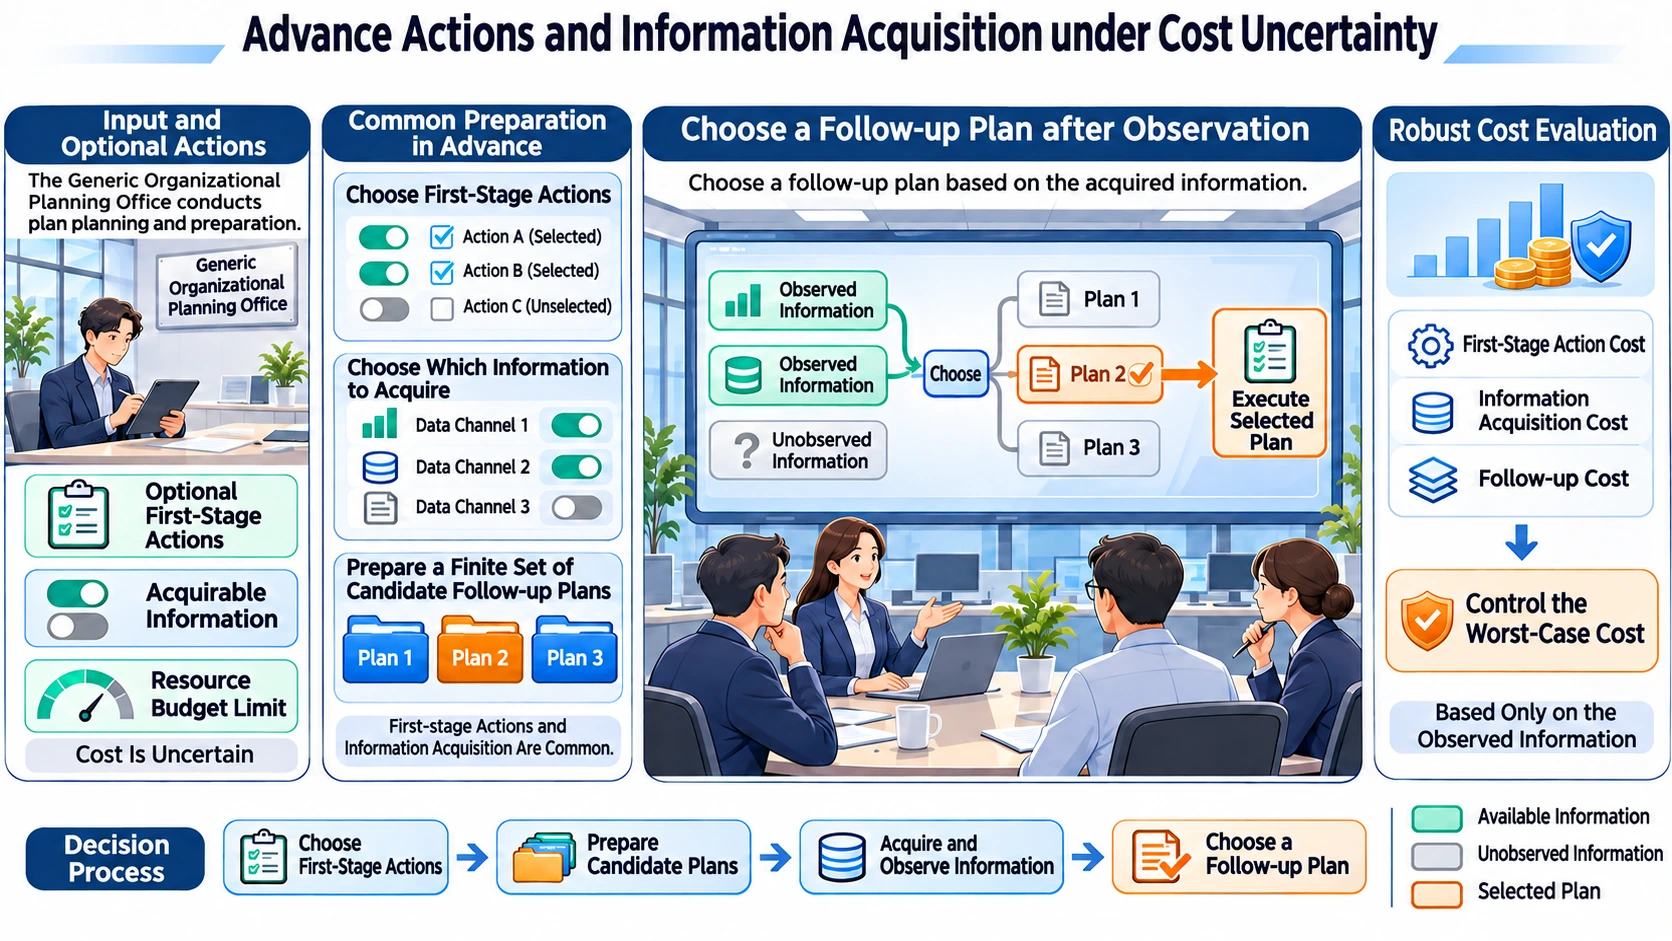 Advance Actions and Information Acquisition under Cost Uncertainty
Input and
Optional Actions
The Generic Organizational
Planning Office conducts
plan planning and preparation.
Generic
Organizational
Planning Office
Optional
First-Stage
Actions
Acquirable
Information
Resource
Budget Limit
Cost Is Uncertain
Common Preparation
in Advance
Choose First-Stage Actions
Action A (Selected)
Action B (Selected)
Action C (Unselected)
Choose Which Information
to Acquire
Data Channel 1
Data Channel 2
Data Channel 3
Prepare a Finite Set of
Candidate Follow-up Plans
Plan 1
Plan 2
Plan 3
First-stage Actions and
Information Acquisition Are Common.
Choose a Follow-up Plan after Observation
Choose a follow-up plan based on the acquired information.
Observed
Information
Observed
Information
?
Unobserved
Information
Choose
Plan 1
Plan 2
Plan 3
Execute
Selected
Plan
Robust Cost Evaluation
First-Stage Action Cost
Information
Acquisition Cost
Follow-up Cost
Control the
Worst-Case Cost
Based Only on the
Observed Information
Decision
Process
Choose
First-Stage Actions
Prepare
Candidate Plans
Acquire and
Observe Information
Choose a
Follow-up Plan
Available Information
Unobserved Information
Selected Plan